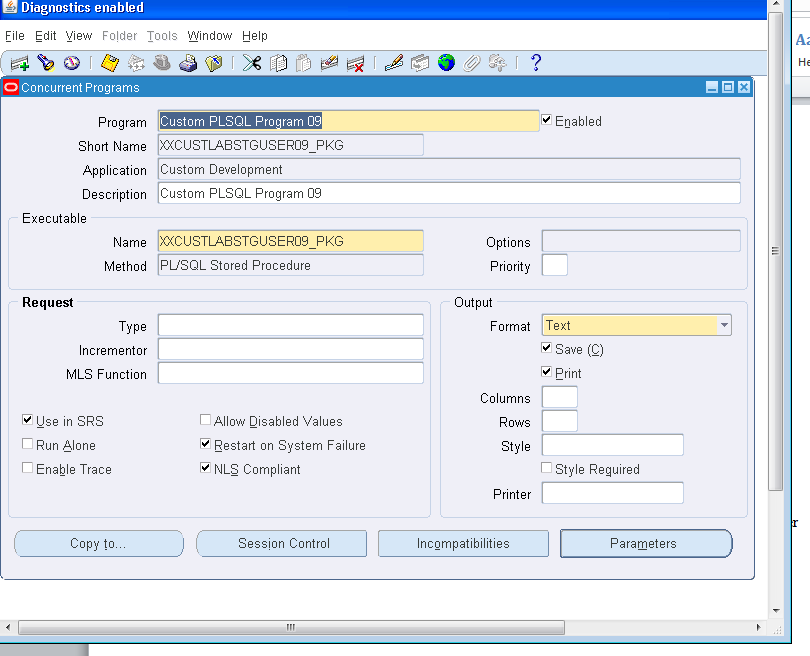 Diagnostics enabled
File Edit View Folder Tools Window Help
?
Concurrent Programs
Program Custom PLSQL Program 09 Enabled
Short Name XXCUSTLABSTGUSER09_PKG
Application Custom Development
Description Custom PLSQL Program 09
Executable
Name XXCUSTLABSTGUSER09_PKG Options
Method PL/SQL Stored Procedure Priority
Request Output
Type Format Text
Incrementor Save (C)
MLS Function Print
Columns
Use in SRS Allow Disabled Values Rows
Run Alone Restart on System Failure Style
Enable Trace NLS Compliant Style Required
Printer
Copy to... Session Control Incompatibilities Parameters